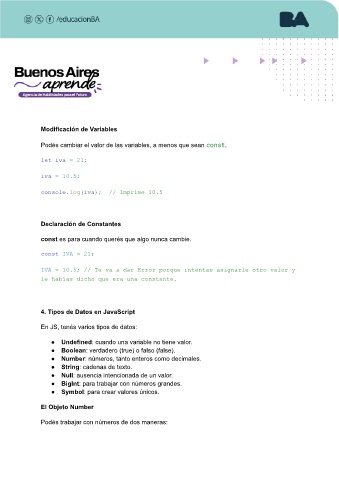 /educacionBA
BA
Buenos Aires
aprende
Agencia de Habilidades para el Futuro
Modificación de Variables
Podés cambiar el valor de las variables, a menos que sean const.
let iva = 21;
iva = 10.5;
console.log(iva);  // Imprime 10.5
Declaración de Constantes
const es para cuando querés que algo nunca cambie.
const IVA = 21;
IVA = 10.5; // Te va a dar Error porque intentas asignarle otro valor y
le habías dicho que era una constante.
4. Tipos de Datos en JavaScript
En JS, tenés varios tipos de datos:
● Undefined: cuando una variable no tiene valor.
● Boolean: verdadero (true) o falso (false).
● Number: números, tanto enteros como decimales.
● String: cadenas de texto.
● Null: ausencia intencionada de un valor.
● BigInt: para trabajar con números grandes.
● Symbol: para crear valores únicos.
El Objeto Number
Podés trabajar con números de dos maneras: